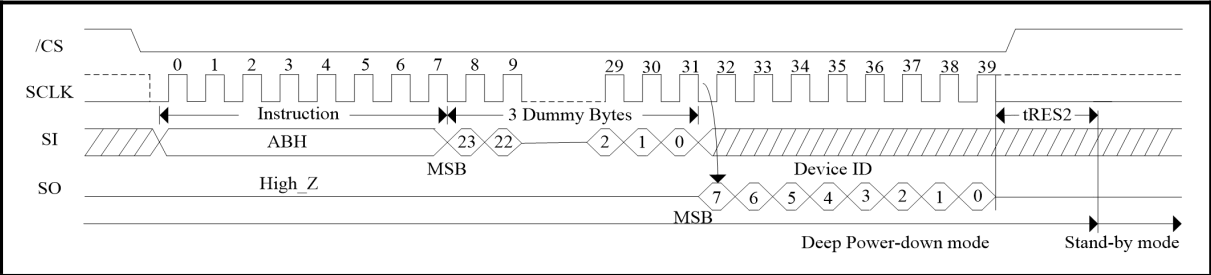 /CS
0 1 2 3 4 5 6 7 8 9 29 30 31 32 33 34 35 36 37 38 39
SCLK
Instruction 3 Dummy Bytes tRES2
SI ABH 23 22 2 1 0
MSB Device ID
SO High_Z 7 6 5 4 3 2 1 0
MSB
Deep Power-down mode Stand-by mode